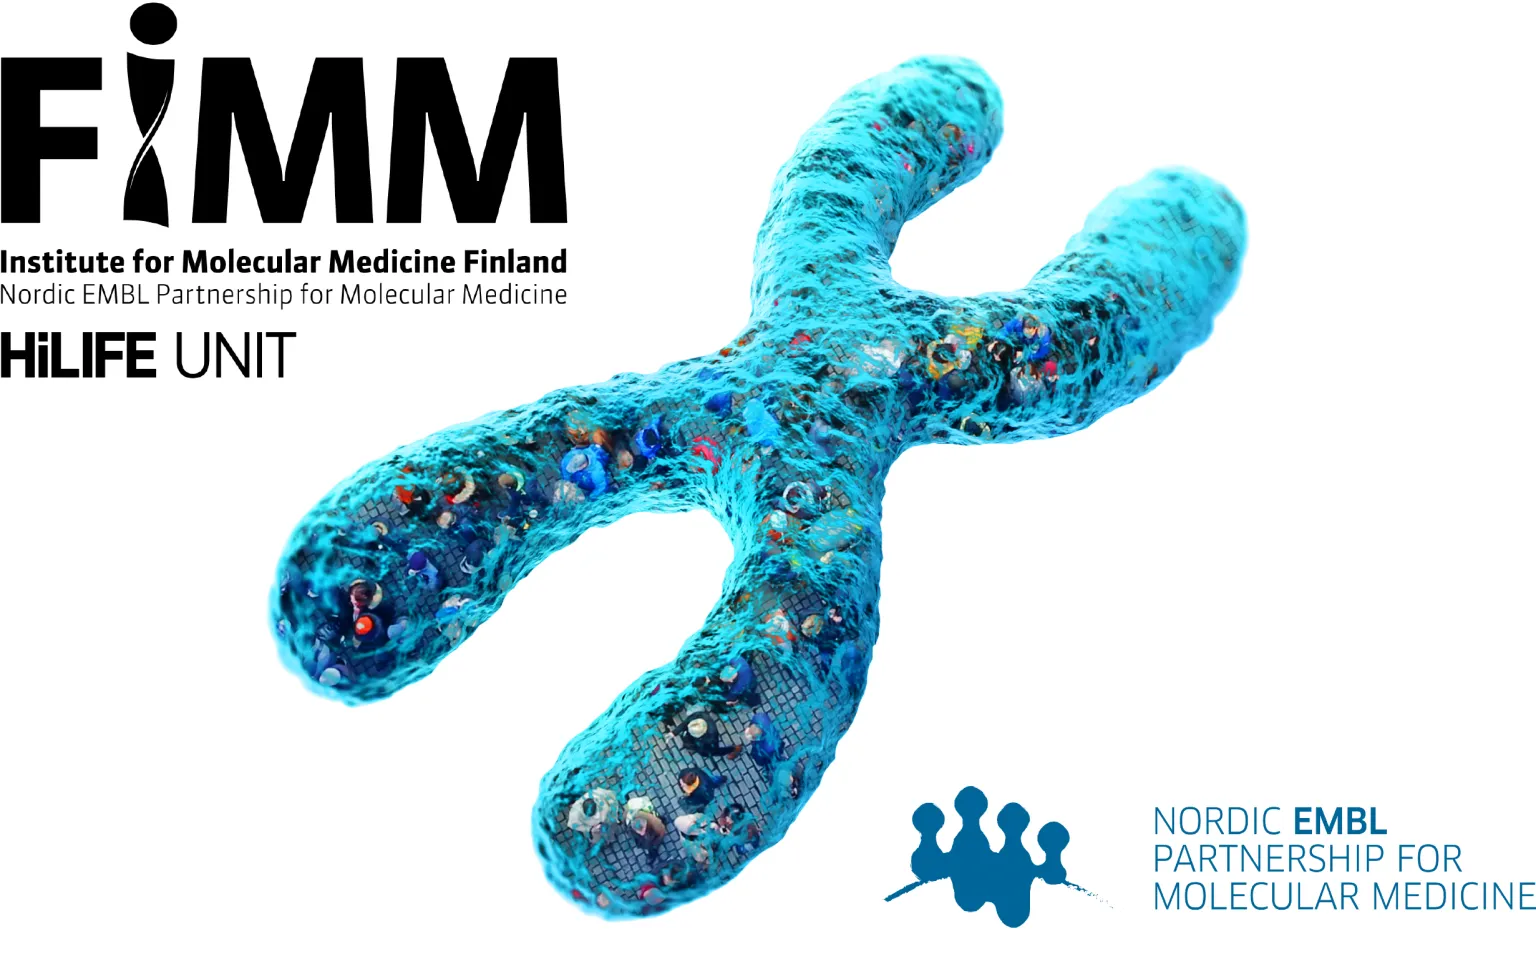 FiMM
Institute for Molecular Medicine Finland
Nordic EMBL Partnership for Molecular Medicine
HiLIFE UNIT
NORDIC EMBL
PARTNERSHIP FOR
MOLECULAR MEDICINE